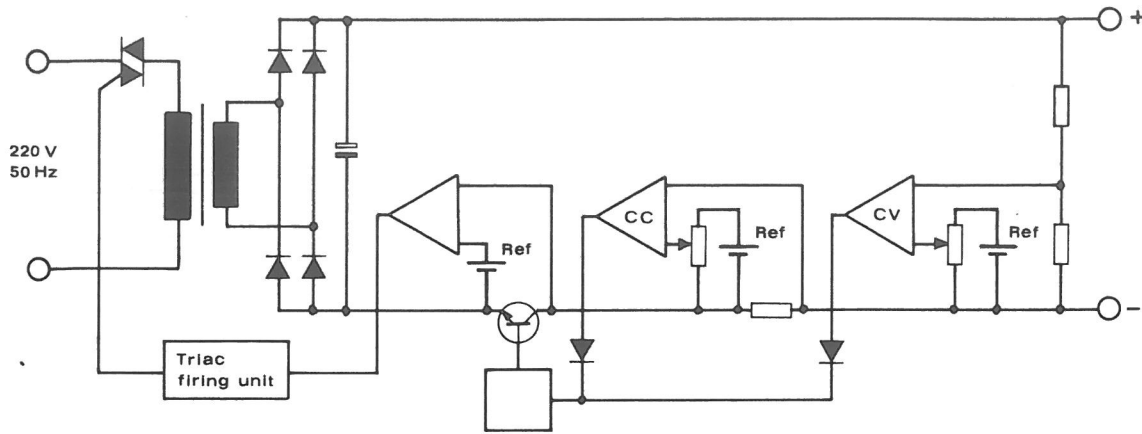 +
220 V
50 Hz
CC
CV
Ref
Ref
Ref
-
Triac
firing unit